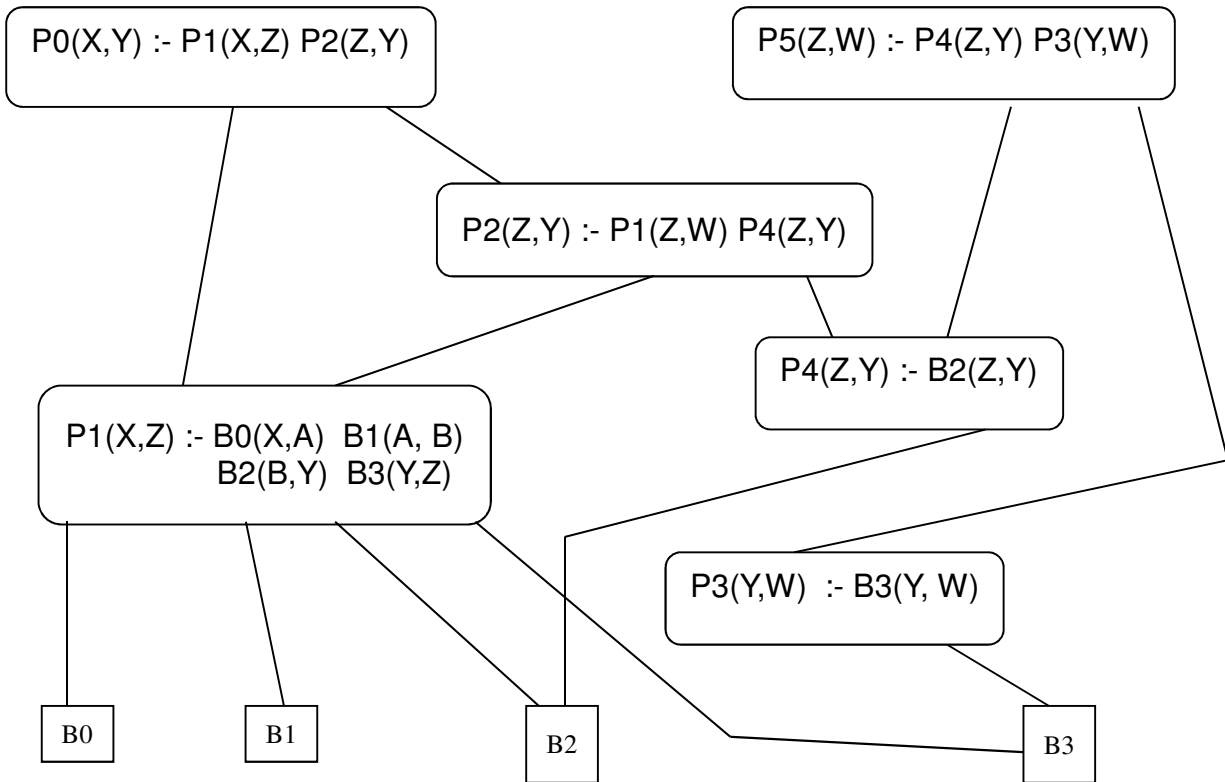 P0(X,Y) :- P1(X,Z) P2(Z,Y)
P5(Z,W) :- P4(Z,Y) P3(Y,W)
P2(Z,Y) :- P1(Z,W) P4(Z,Y)
P4(Z,Y) :- B2(Z,Y)
P1(X,Z) :- B0(X,A) B1(A, B)
B2(B,Y) B3(Y,Z)
P3(Y,W) :- B3(Y, W)
B0
B1
B2
B3